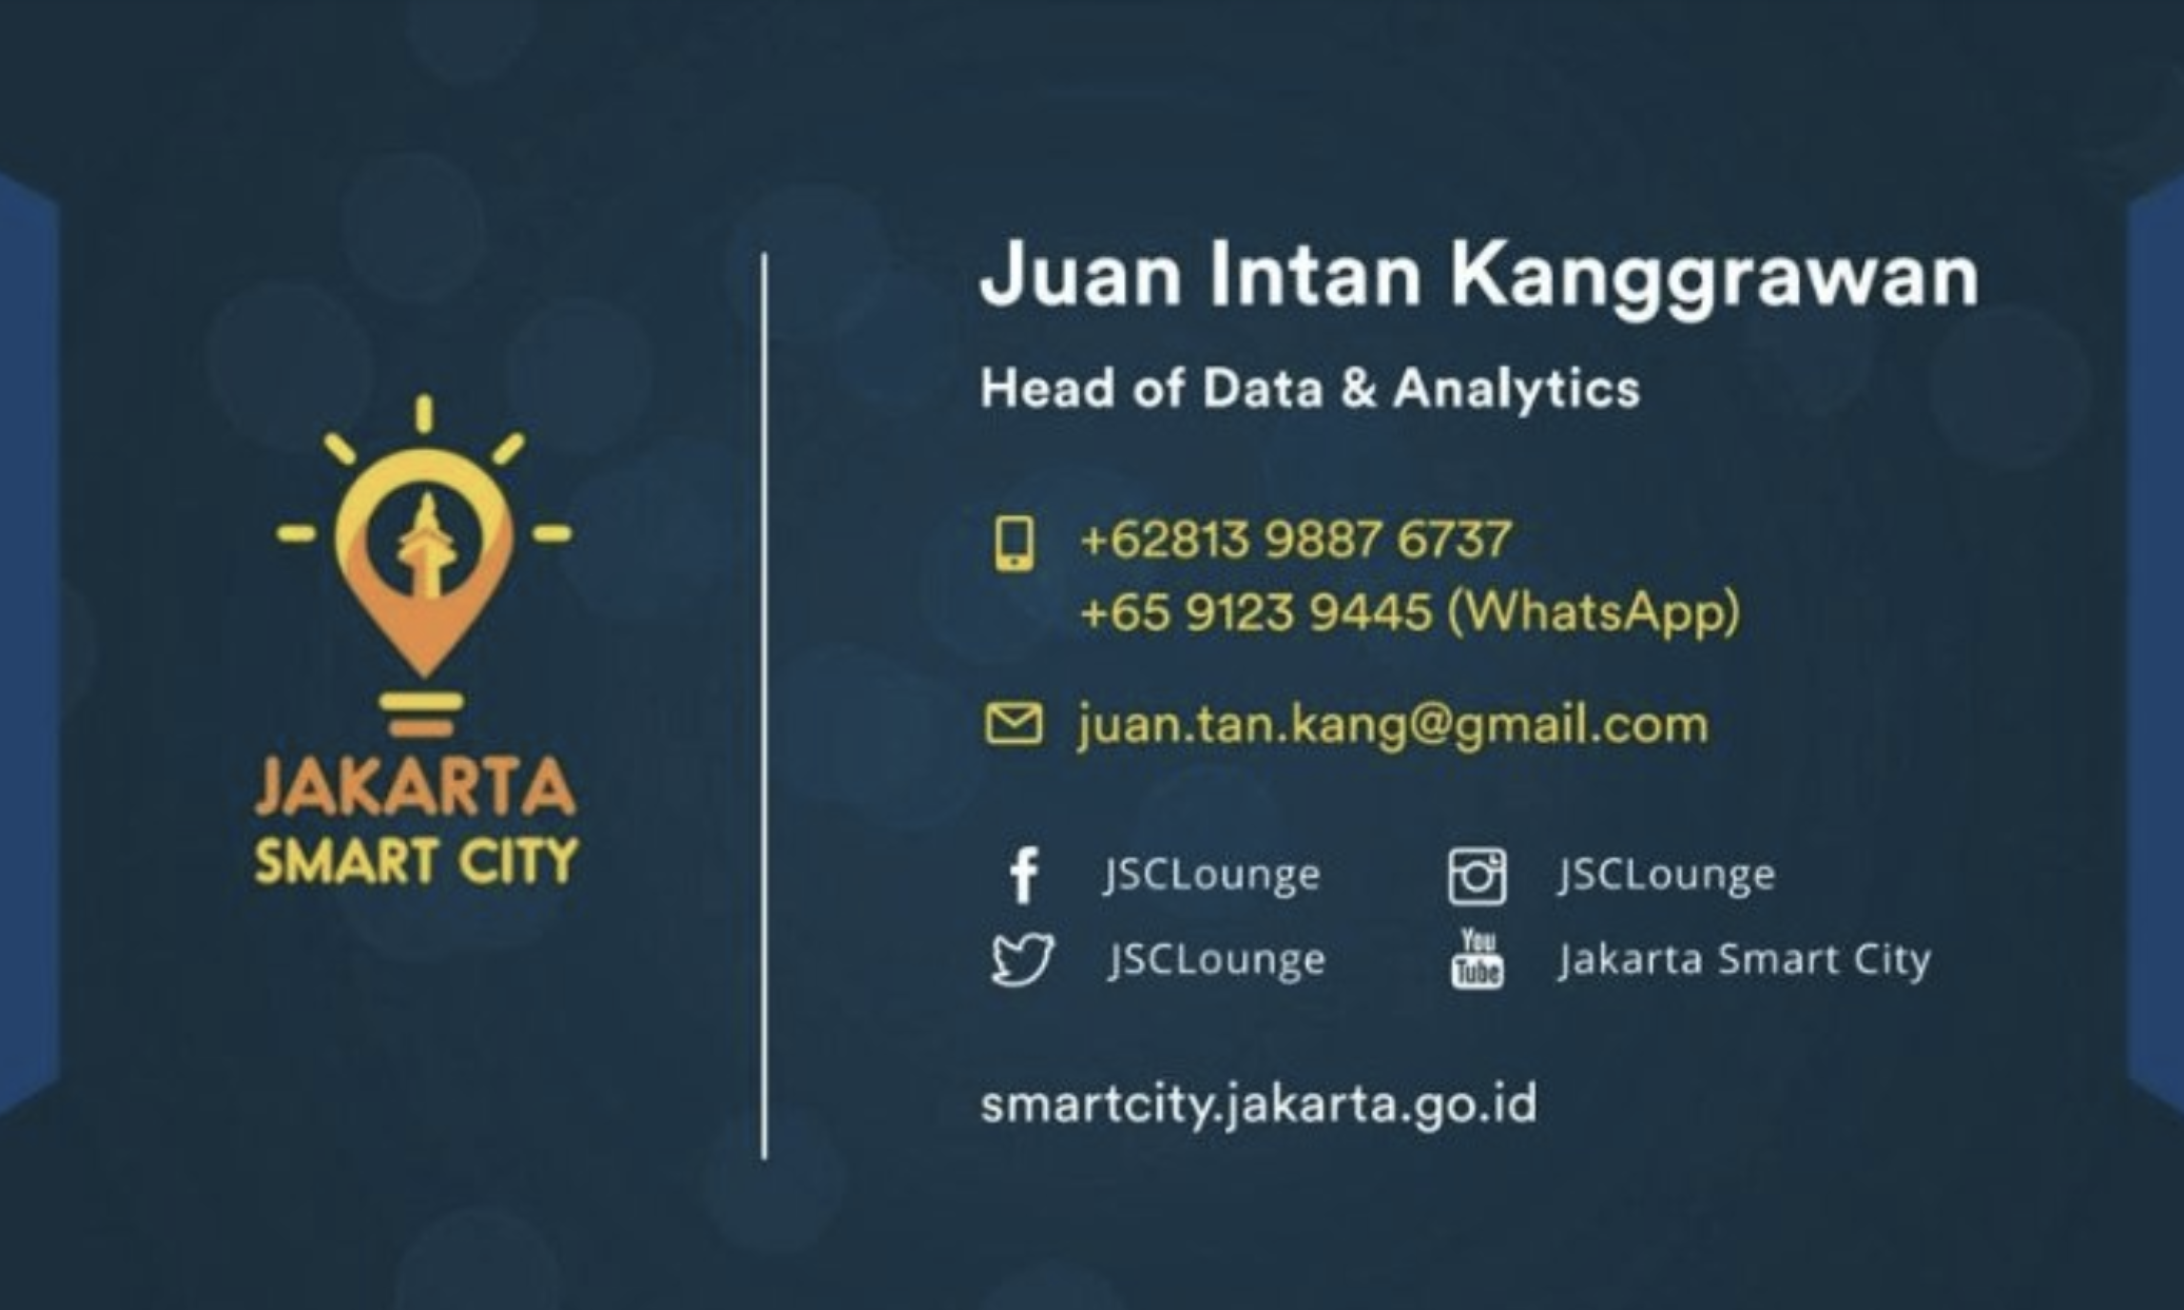 JAKARTA
SMART CITY
Juan Intan Kanggrawan
Head of Data & Analytics
+62813 9887 6737
+65 9123 9445 (WhatsApp)
juan.tan.kang@gmail.com
JSCLounge
JSCLounge
JSCLounge
You
Tube
Jakarta Smart City
smartcity.jakarta.go.id